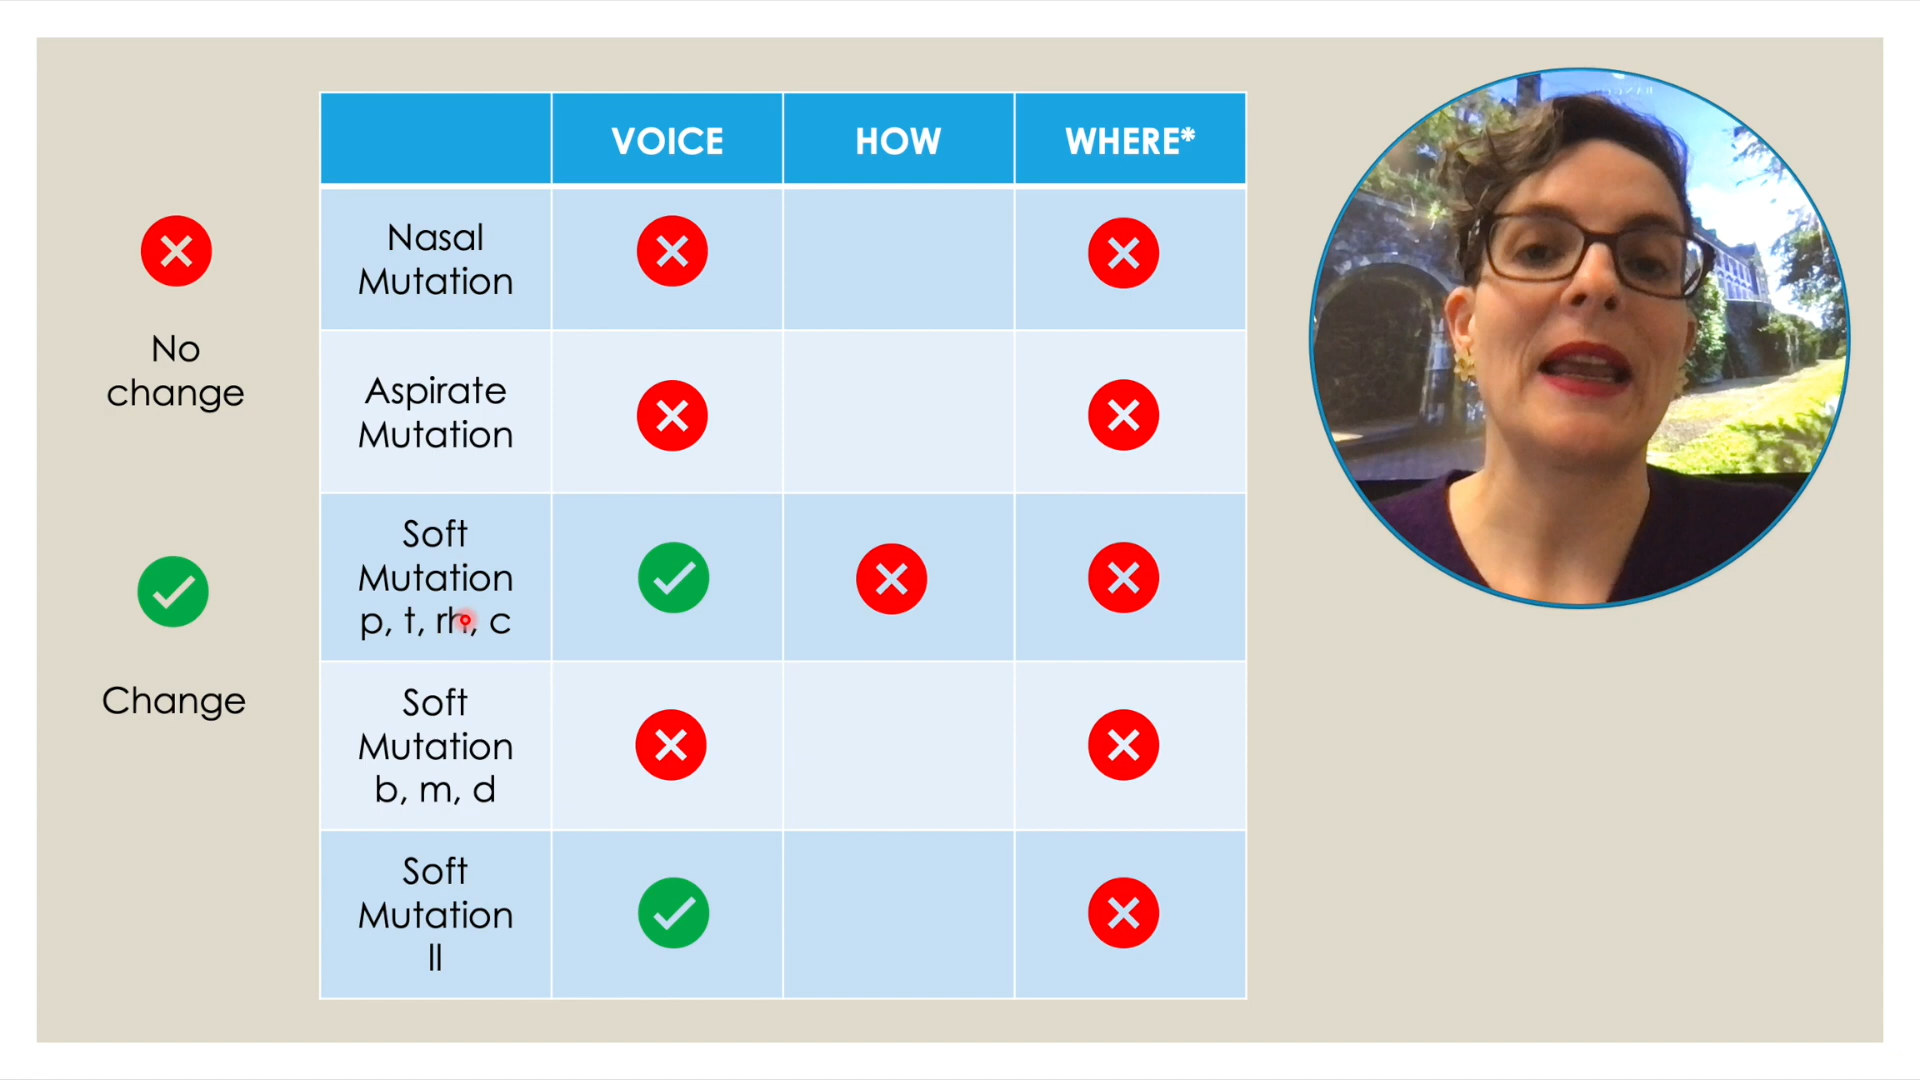 VOICE
HOW
WHERE*
Nasal
Mutation
Aspirate
Mutation
Soft
Mutation
p, t, rh, c
Soft
Mutation
b, m, d
Soft
Mutation
ll
No
change
Change